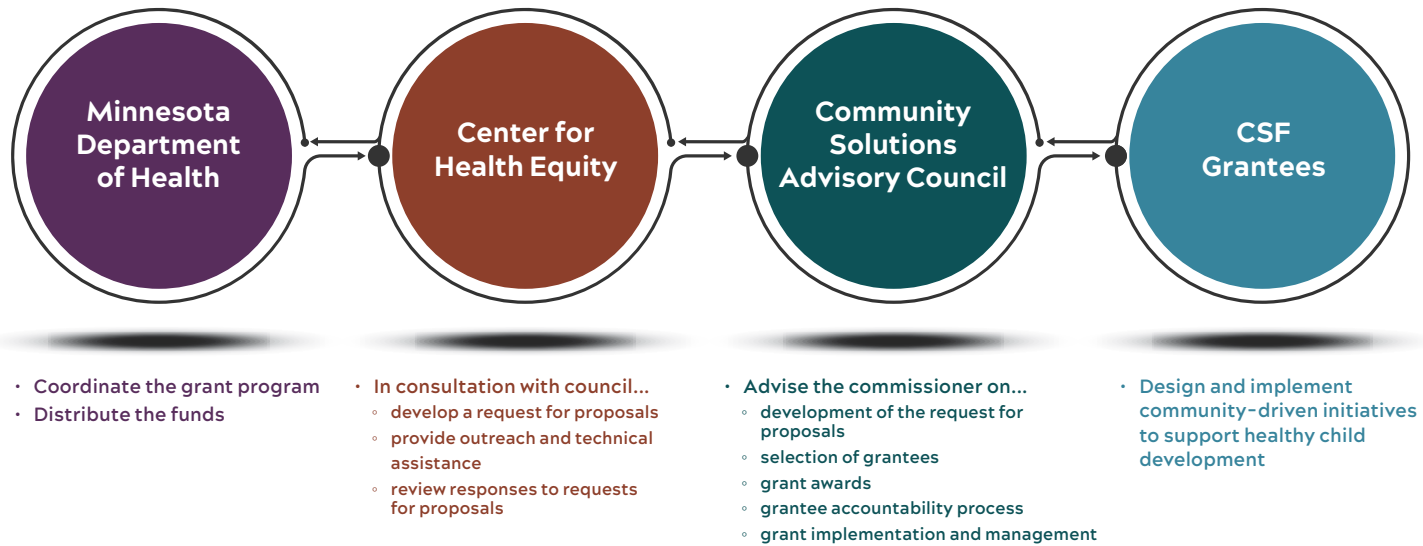 Minnesota
Department
of Health
Center for
Health Equity
Community
Solutions
Advisory Council
CSF
Grantees
• Coordinate the grant program
• Distribute the funds
• In consultation with council...
◦ develop a request for proposals
◦ provide outreach and technical
assistance
◦ review responses to requests
for proposals
• Advise the commissioner on...
◦ development of the request for
proposals
◦ selection of grantees
◦ grant awards
◦ grantee accountability process
◦ grant implementation and management
• Design and implement
community-driven initiatives
to support healthy child
development